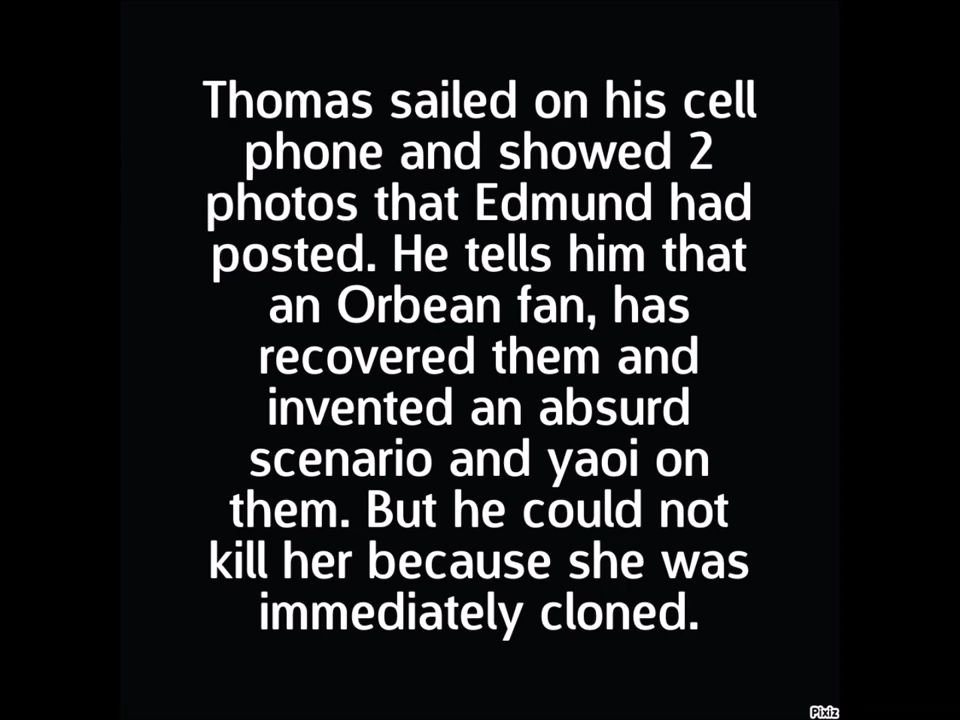 Thomas sailed on his cell
phone and showed 2
photos that Edmund had
posted. He tells him that
an Orbean fan, has
recovered them and
invented an absurd
scenario and yaoi on
them. But he could not
kill her because she was
immediately cloned.
Pixiz